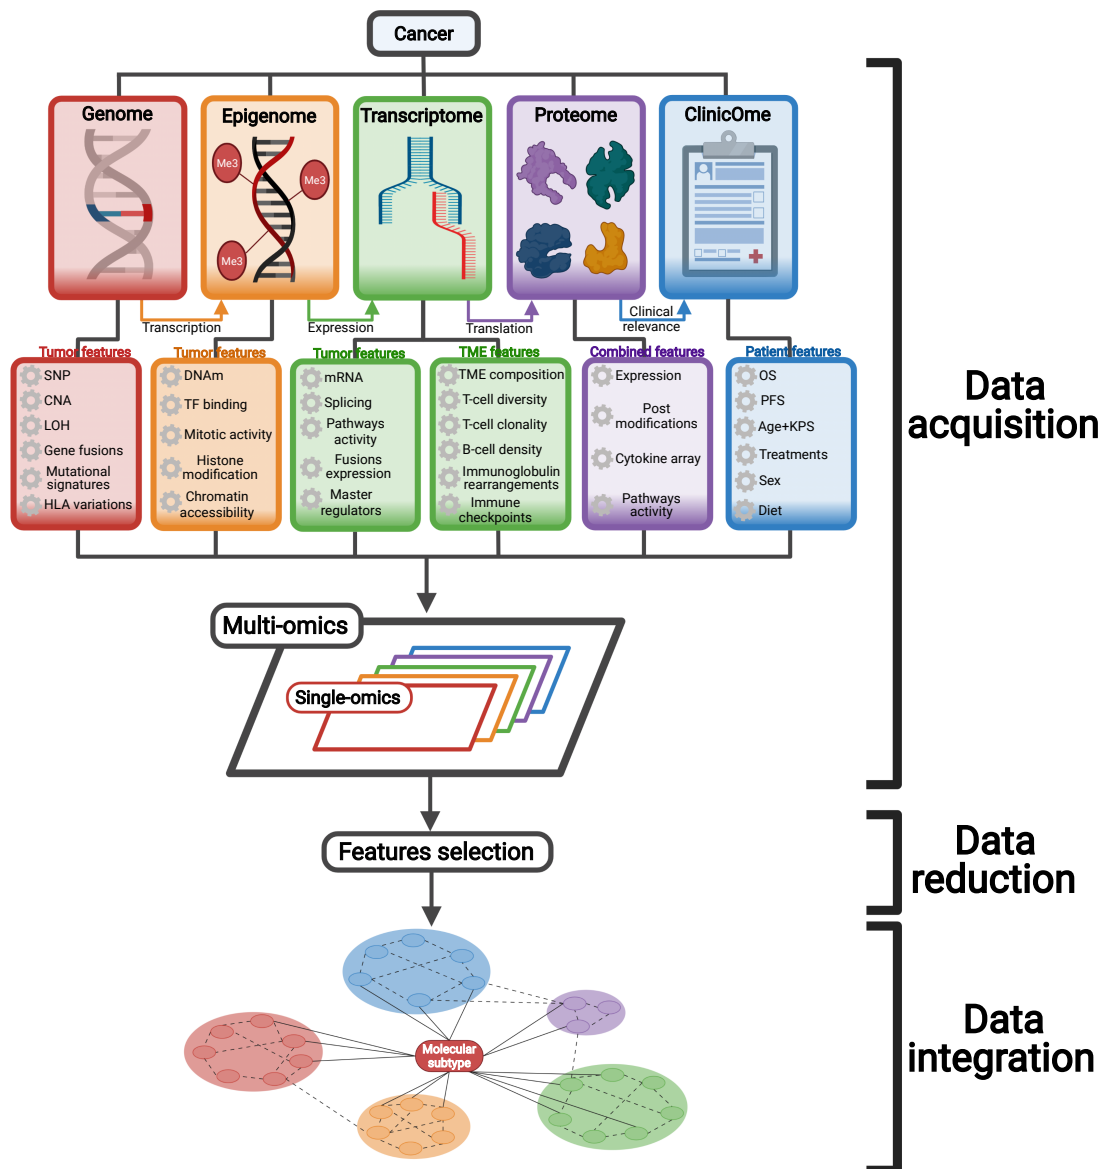 Cancer
Genome
Epigenome
Transcriptome
Proteome
ClinicOme
Me3
Me3
Me3
Transcription
Expression
Translation
Clinical
relevance
Tumor features
SNP
CNA
LOH
Gene fusions
Mutational
signatures
HLA variations
Tumor features
DNAm
TF binding
Mitotic activity
Histone
modification
Chromatin
accessibility
Tumor features
mRNA
Splicing
Pathways
activity
Fusions
expression
Master
regulators
TME features
TME composition
T-cell diversity
T-cell clonality
B-cell density
Immunoglobulin
rearrangements
Immune
checkpoints
Combined features
Expression
Post
modifications
Cytokine array
Pathways
activity
Patient features
OS
PFS
Age+KPS
Treatments
Sex
Diet
Data
acquisition
Multi-omics
Single-omics
Features selection
Data
reduction
Molecular
subtype
Data
integration